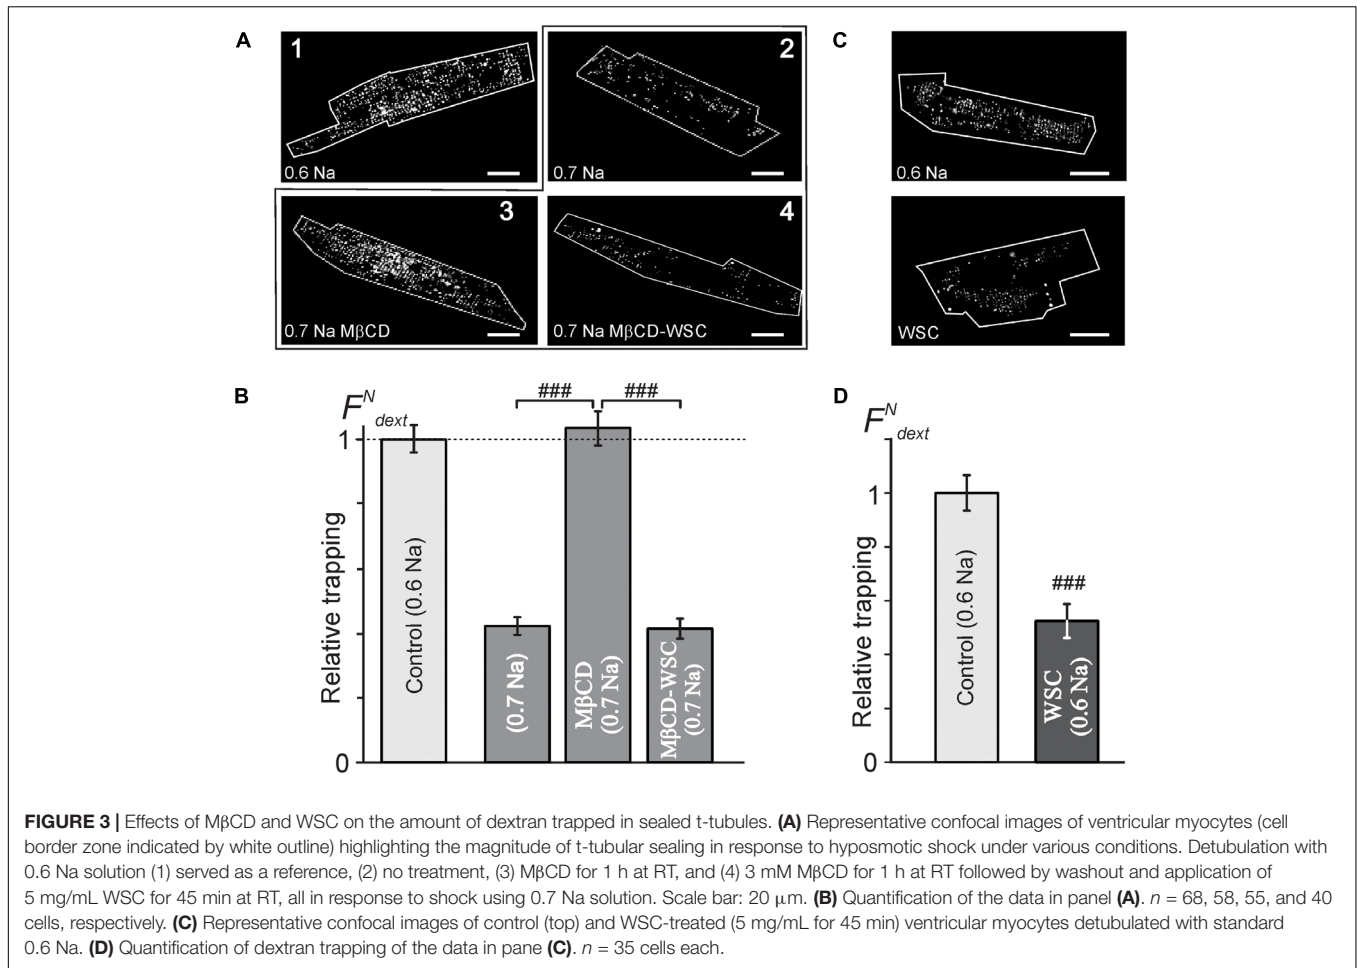 A
1
0.6 Na
2
0.7 Na
3
0.7 Na MβCD
4
0.7 Na MβCD-WSC
C
0.6 Na
WSC
B
F^N_dext
1
0
Relative trapping
Control (0.6 Na)
(0.7 Na)
MβCD
(0.7 Na)
MβCD-WSC
(0.7 Na)
###
###
D
F^N_dext
1
0
Relative trapping
Control (0.6 Na)
WSC
(0.6 Na)
###
FIGURE 3 | Effects of MβCD and WSC on the amount of dextran trapped in sealed t-tubules. (A) Representative confocal images of ventricular myocytes (cell
border zone indicated by white outline) highlighting the magnitude of t-tubular sealing in response to hyposmotic shock under various conditions. Detubulation with
0.6 Na solution (1) served as a reference, (2) no treatment, (3) MβCD for 1 h at RT, and (4) 3 mM MβCD for 1 h at RT followed by washout and application of
5 mg/mL WSC for 45 min at RT, all in response to shock using 0.7 Na solution. Scale bar: 20 μm. (B) Quantification of the data in panel (A). n = 68, 58, 55, and 40
cells, respectively. (C) Representative confocal images of control (top) and WSC-treated (5 mg/mL for 45 min) ventricular myocytes detubulated with standard
0.6 Na. (D) Quantification of dextran trapping of the data in pane (C). n = 35 cells each.